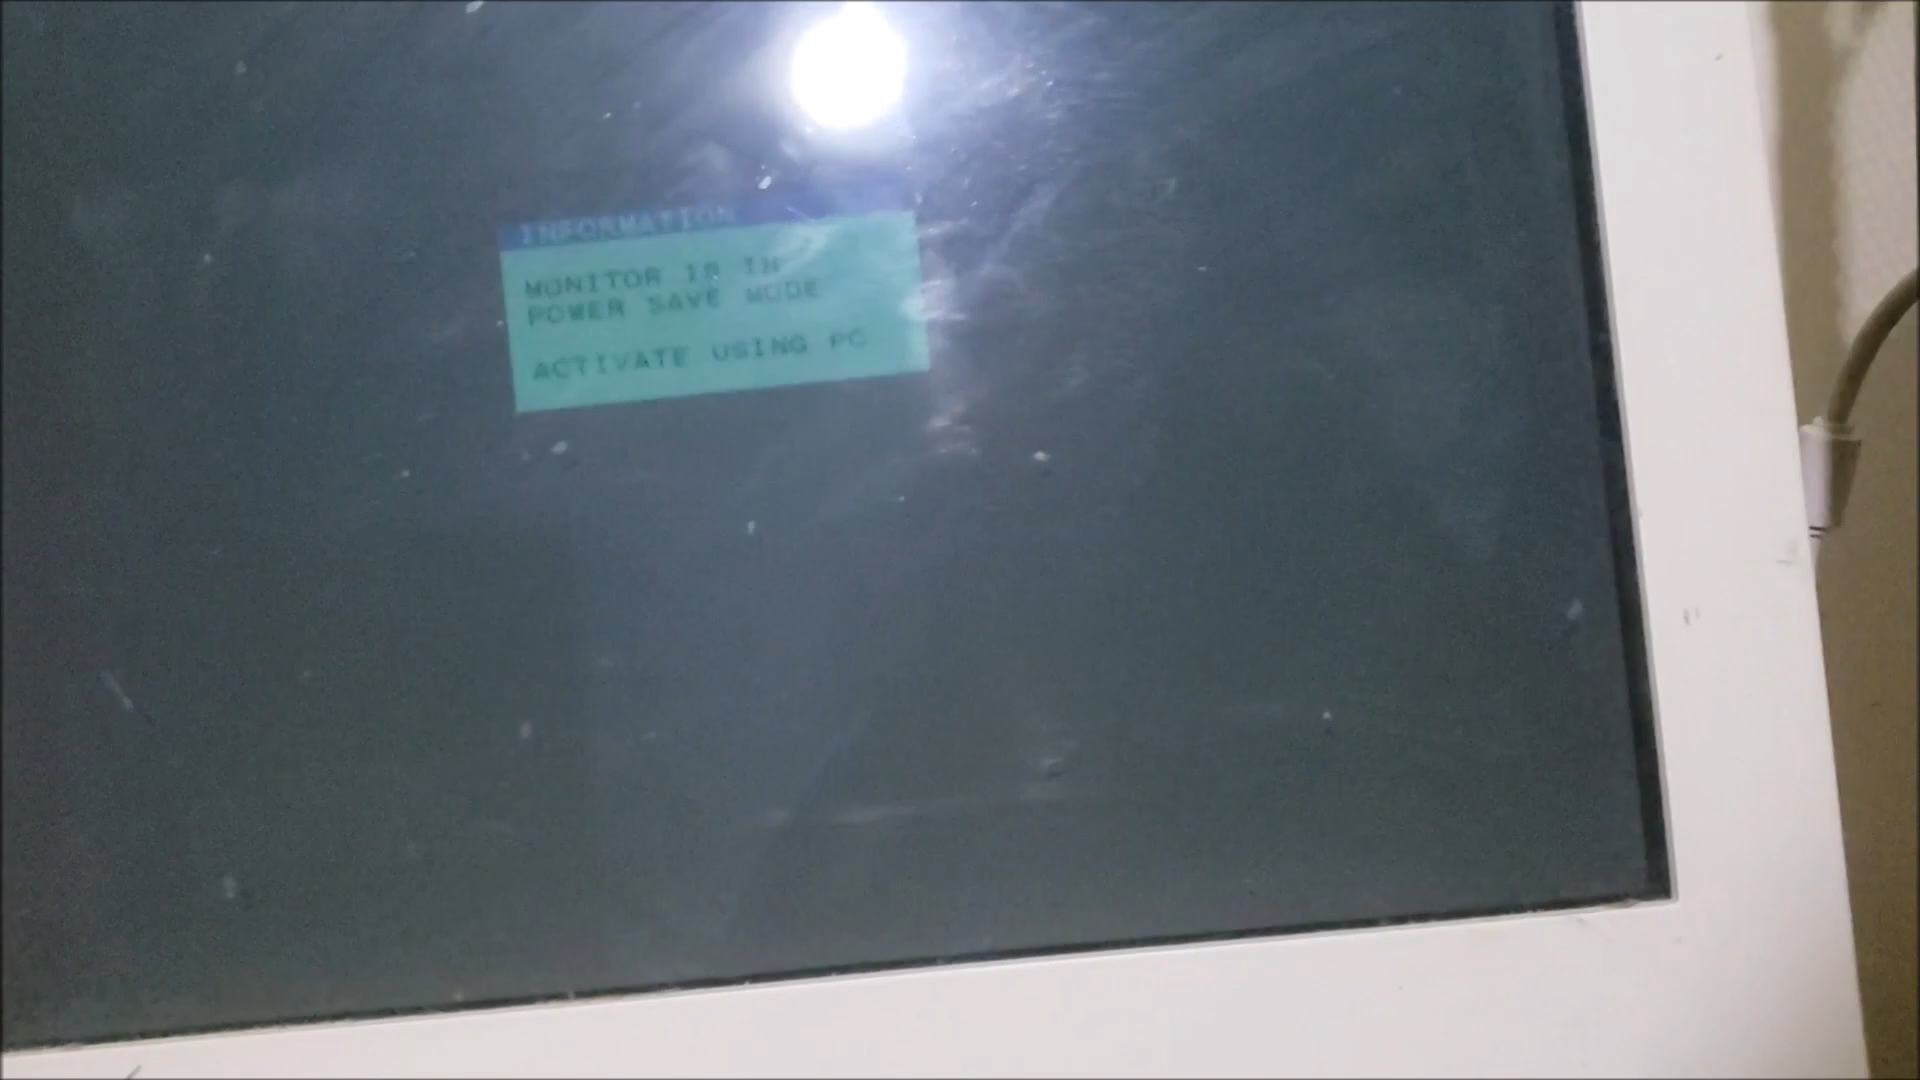 INFORMATION
MONITOR IS IN
POWER SAVE MODE
ACTIVATE USING PC